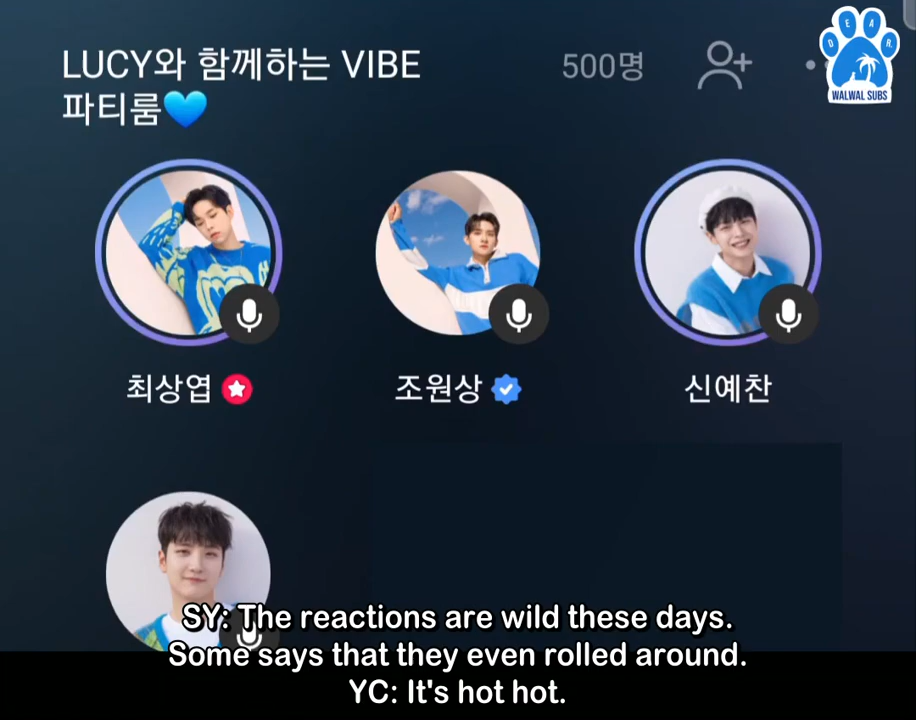 LUCY와 함께하는 VIBE
파티룸💙
500명
DEAR.
WALWAL SUBS
최상엽
조원상
신예찬
SY: The reactions are wild these days.
Some says that they even rolled around.
YC: It's hot hot.